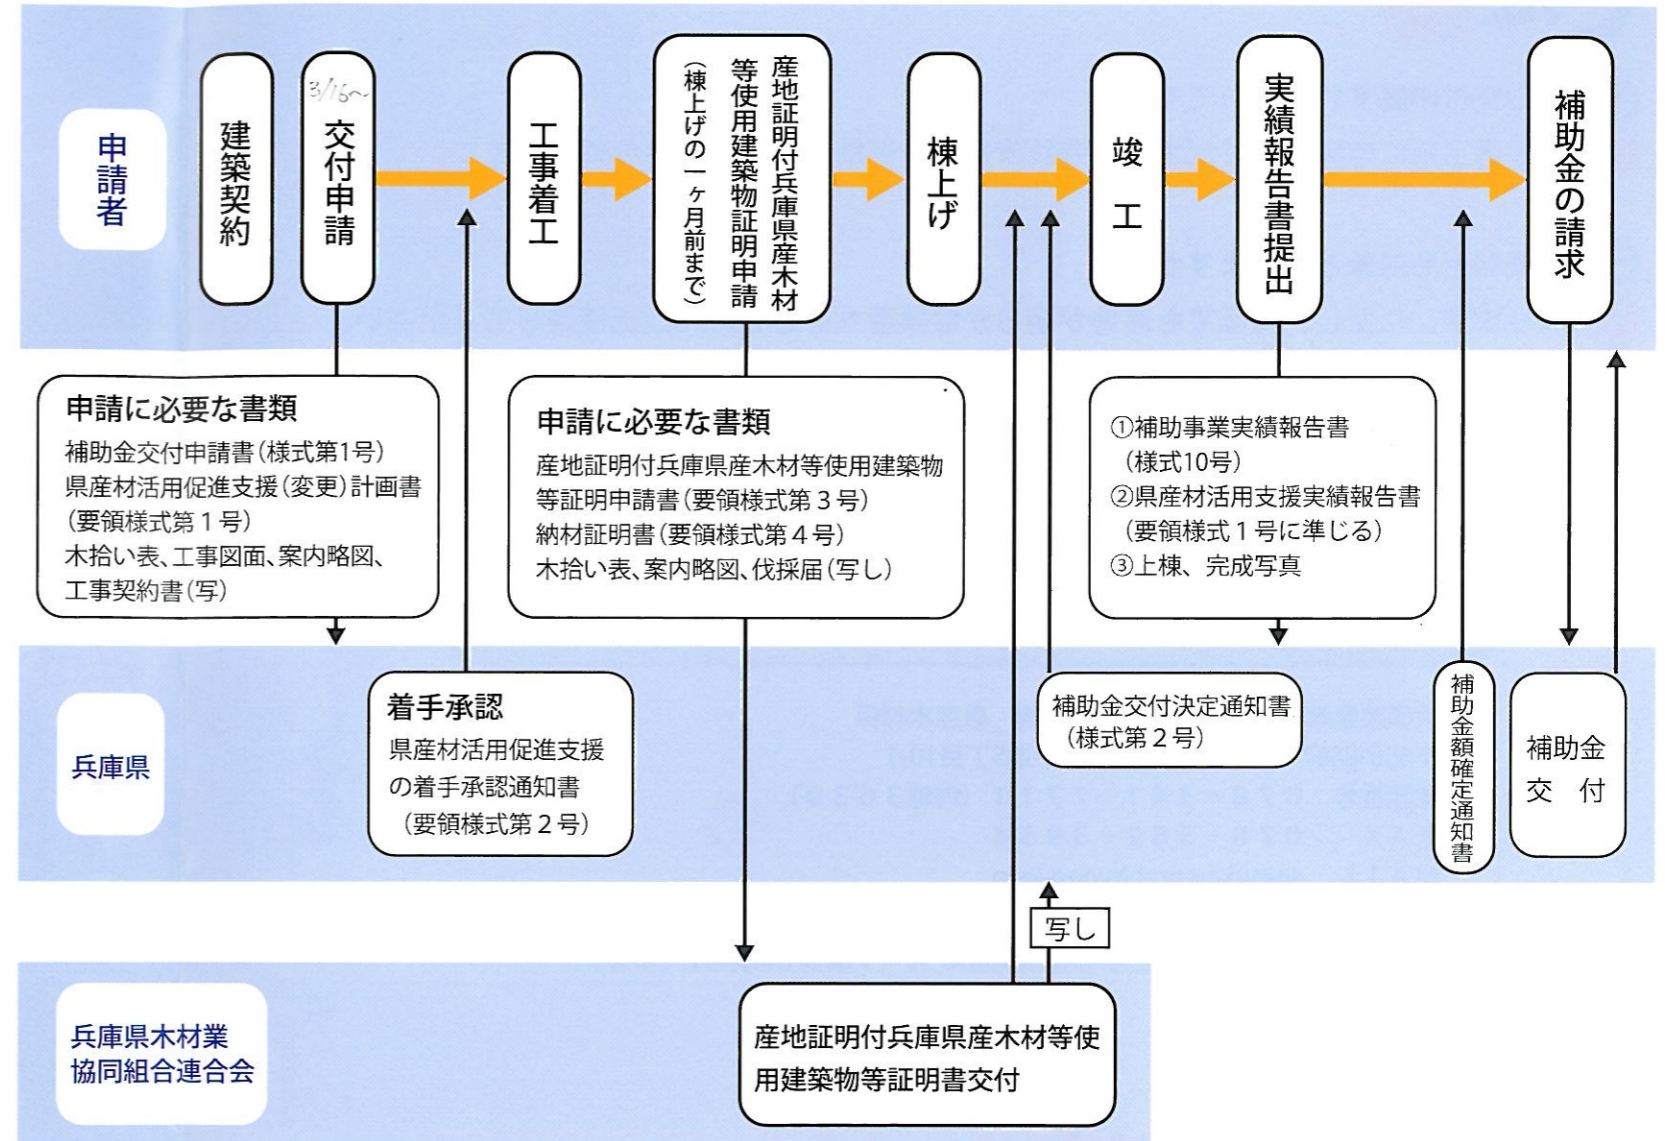 申請者
建築契約
3/16~
交付申請
工事着工
産地証明付兵庫県産木材
等使用建築物証明申請
(棟上げの一ヶ月前まで)
棟上げ
竣 工
実績報告書提出
補助金の請求
申請に必要な書類
補助金交付申請書(様式第1号)
県産材活用促進支援(変更)計画書
(要領様式第1号)
木拾い表、工事図面、案内略図、
工事契約書(写)
申請に必要な書類
産地証明付兵庫県産木材等使用建築物
等証明申請書(要領様式第3号)
納材証明書(要領様式第4号)
木拾い表、案内略図、伐採届(写し)
①補助事業実績報告書
(様式10号)
②県産材活用支援実績報告書
(要領様式1号に準じる)
③上棟、完成写真
兵庫県
着手承認
県産材活用促進支援
の着手承認通知書
(要領様式第2号)
補助金交付決定通知書
(様式第2号)
補助金額確定通知書
補助金
交 付
写し
兵庫県木材業
協同組合連合会
産地証明付兵庫県産木材等使
用建築物等証明書交付